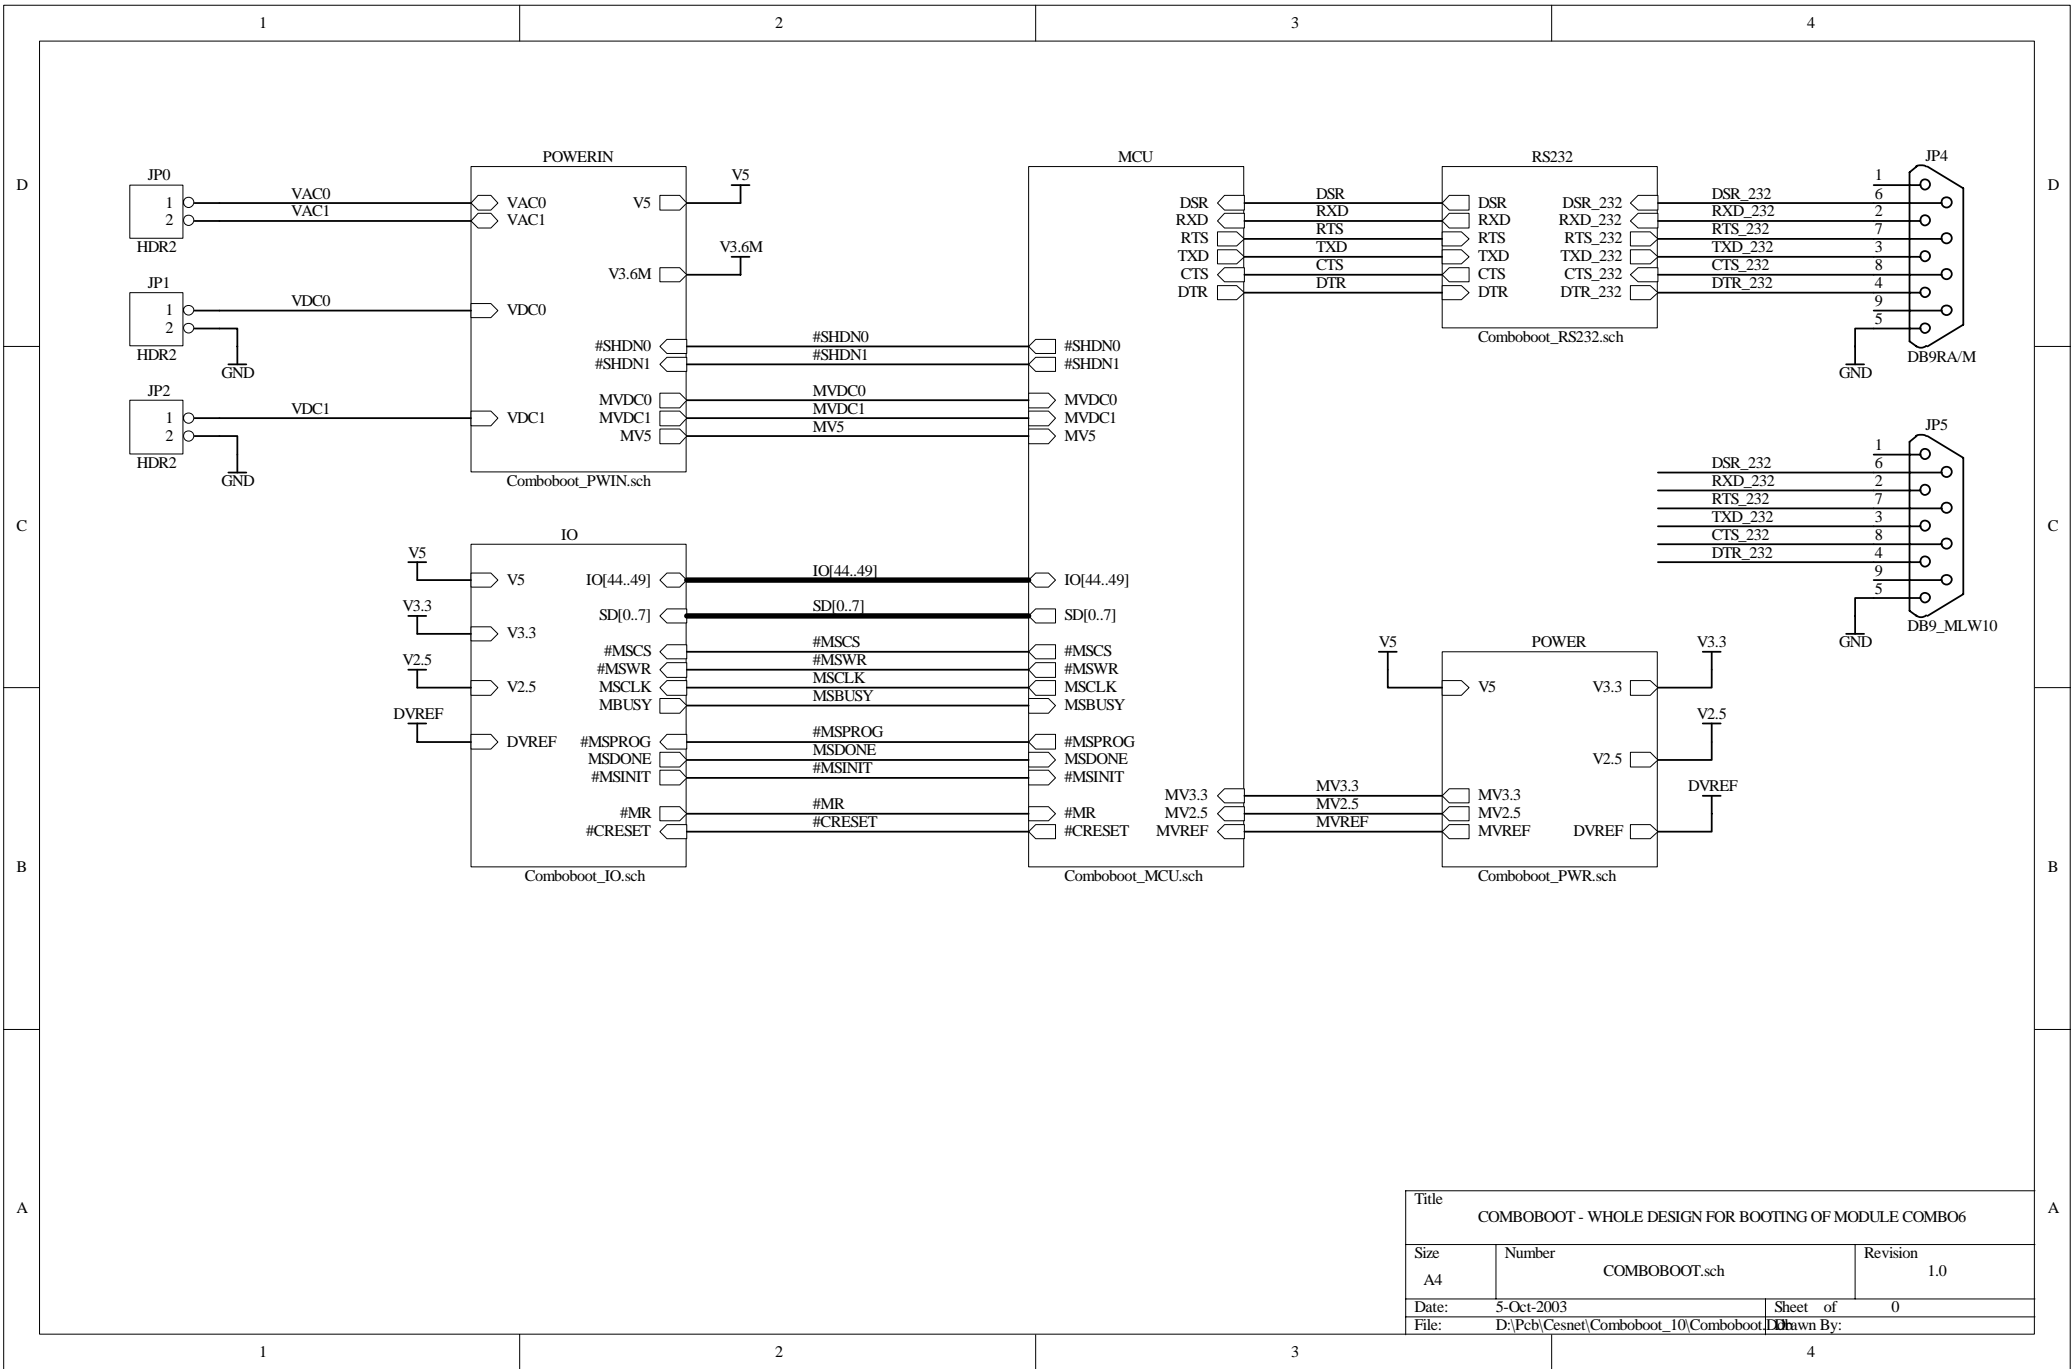 1 2 3 4
D
C
B
A
D
C
B
A
JP0
1
2
HDR2
VAC0
VAC1
JP1
1
2
HDR2
VDC0
GND
JP2
1
2
HDR2
VDC1
GND
POWERIN
VAC0
VAC1
VDC0
VDC1
V5
V3.6M
#SHDN0
#SHDN1
MVDC0
MVDC1
MV5
Comboboot_PWIN.sch
V5
V3.6M
#SHDN0
#SHDN1
MVDC0
MVDC1
MV5
V5
V3.3
V2.5
DVREF
IO
V5
V3.3
V2.5
DVREF
IO[44..49]
SD[0..7]
#MSCS
#MSWR
MSCLK
MBUSY
#MSPROG
MSDONE
#MSINIT
#MR
#CRESET
Comboboot_IO.sch
IO[44..49]
SD[0..7]
#MSCS
#MSWR
MSCLK
MSBUSY
#MSPROG
MSDONE
#MSINIT
#MR
#CRESET
MCU
DSR
RXD
RTS
TXD
CTS
DTR
#SHDN0
#SHDN1
MVDC0
MVDC1
MV5
IO[44..49]
SD[0..7]
#MSCS
#MSWR
MSCLK
MSBUSY
#MSPROG
MSDONE
#MSINIT
#MR
#CRESET
MV3.3
MV2.5
MVREF
Comboboot_MCU.sch
DSR
RXD
RTS
TXD
CTS
DTR
RS232
DSR
RXD
RTS
TXD
CTS
DTR
DSR_232
RXD_232
RTS_232
TXD_232
CTS_232
DTR_232
Comboboot_RS232.sch
DSR_232
RXD_232
RTS_232
TXD_232
CTS_232
DTR_232
JP4
1
6
2
7
3
8
4
9
5
DB9RA/M
GND
JP5
DSR_232
RXD_232
RTS_232
TXD_232
CTS_232
DTR_232
1
6
2
7
3
8
4
9
5
DB9_MLW10
GND
MV3.3
MV2.5
MVREF
V5
POWER
V5
MV3.3
MV2.5
MVREF
V3.3
V2.5
DVREF
Comboboot_PWR.sch
V3.3
V2.5
DVREF
Title
COMBOBOOT - WHOLE DESIGN FOR BOOTING OF MODULE COMBO6
Size Number Revision
A4 COMBOBOOT.sch 1.0
Date: 5-Oct-2003 Sheet of 0
File: D:\Pcb\Cesnet\Comboboot_10\Comboboot. Drawn By:
1 2 3 4